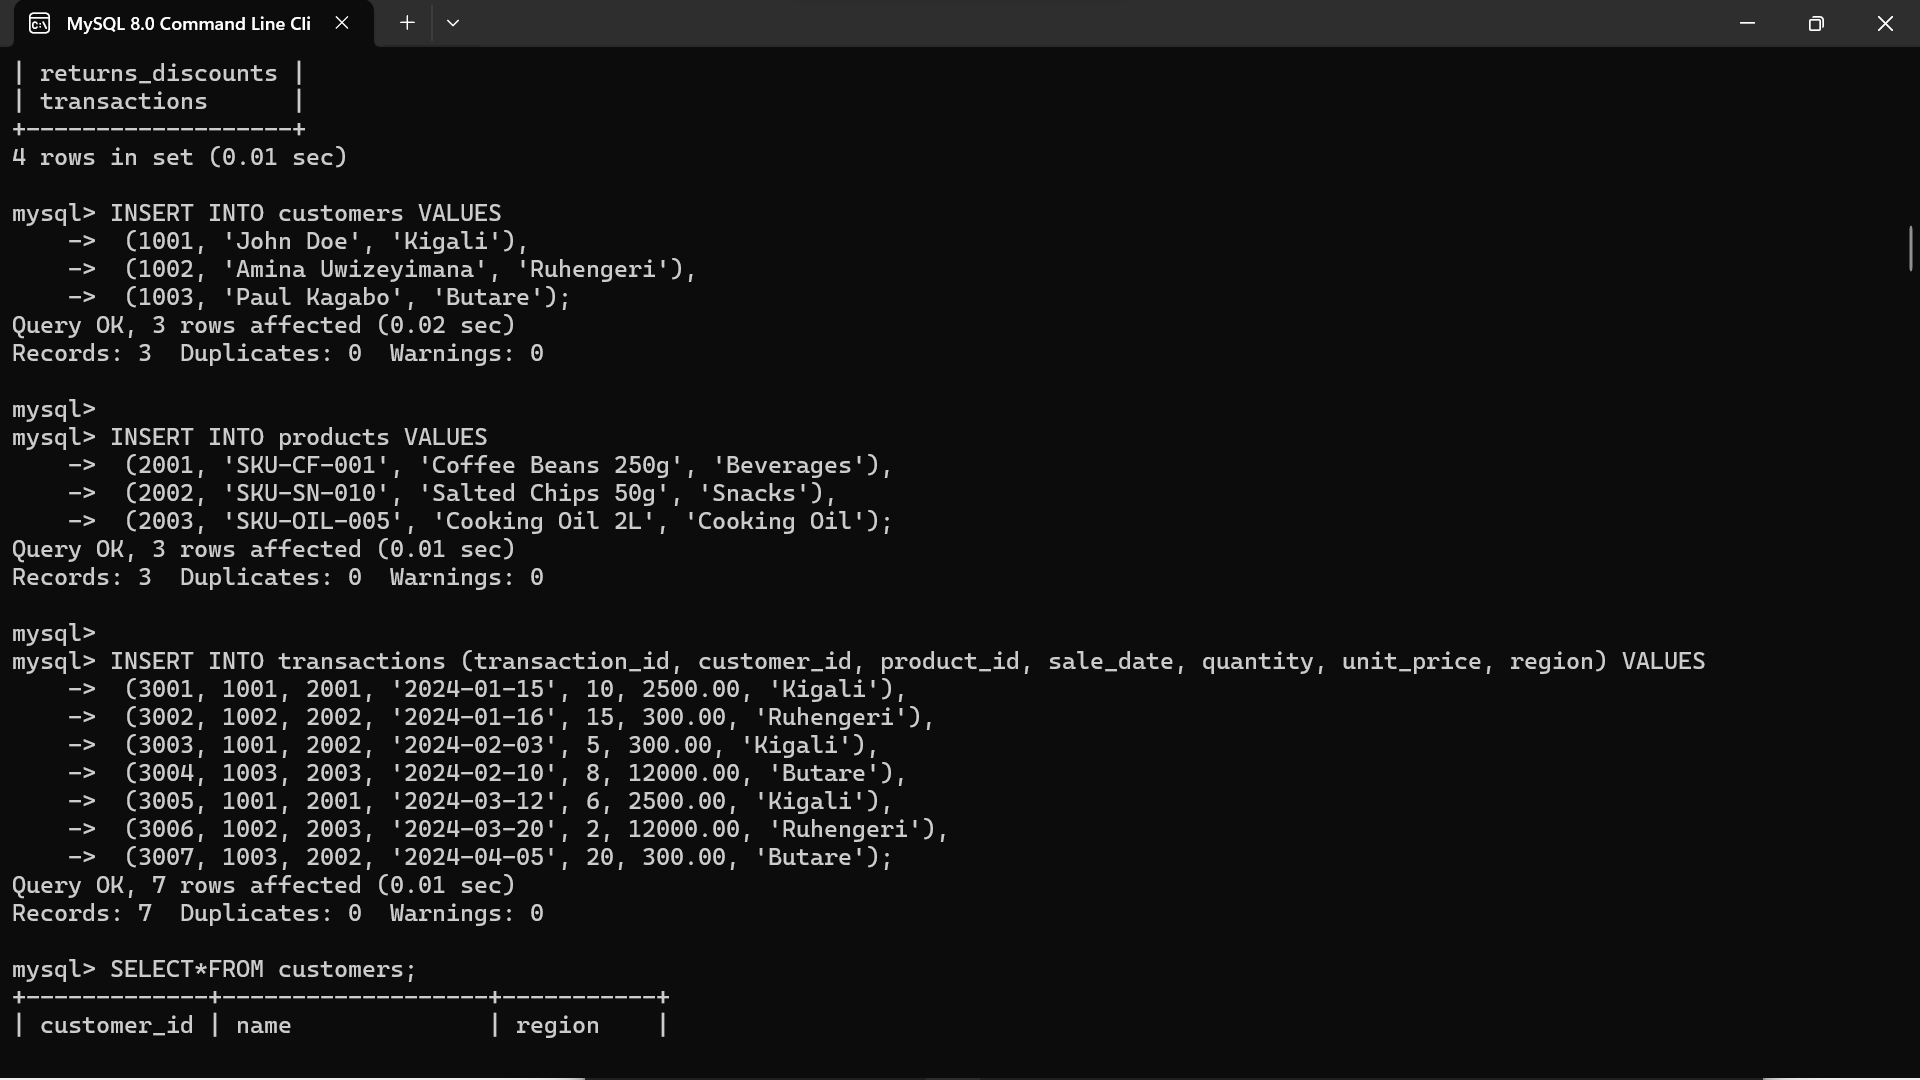 MySQL 8.0 Command Line Cli
| returns_discounts |
| transactions      |
+-------------------+
4 rows in set (0.01 sec)

mysql> INSERT INTO customers VALUES
    ->  (1001, 'John Doe', 'Kigali'),
    ->  (1002, 'Amina Uwizeyimana', 'Ruhengeri'),
    ->  (1003, 'Paul Kagabo', 'Butare');
Query OK, 3 rows affected (0.02 sec)
Records: 3  Duplicates: 0  Warnings: 0

mysql>
mysql> INSERT INTO products VALUES
    ->  (2001, 'SKU-CF-001', 'Coffee Beans 250g', 'Beverages'),
    ->  (2002, 'SKU-SN-010', 'Salted Chips 50g', 'Snacks'),
    ->  (2003, 'SKU-OIL-005', 'Cooking Oil 2L', 'Cooking Oil');
Query OK, 3 rows affected (0.01 sec)
Records: 3  Duplicates: 0  Warnings: 0

mysql>
mysql> INSERT INTO transactions (transaction_id, customer_id, product_id, sale_date, quantity, unit_price, region) VALUES
    ->  (3001, 1001, 2001, '2024-01-15', 10, 2500.00, 'Kigali'),
    ->  (3002, 1002, 2002, '2024-01-16', 15, 300.00, 'Ruhengeri'),
    ->  (3003, 1001, 2002, '2024-02-03', 5, 300.00, 'Kigali'),
    ->  (3004, 1003, 2003, '2024-02-10', 8, 12000.00, 'Butare'),
    ->  (3005, 1001, 2001, '2024-03-12', 6, 2500.00, 'Kigali'),
    ->  (3006, 1002, 2003, '2024-03-20', 2, 12000.00, 'Ruhengeri'),
    ->  (3007, 1003, 2002, '2024-04-05', 20, 300.00, 'Butare');
Query OK, 7 rows affected (0.01 sec)
Records: 7  Duplicates: 0  Warnings: 0

mysql> SELECT*FROM customers;
+-------------+-------------------+-----------+
| customer_id | name              | region    |